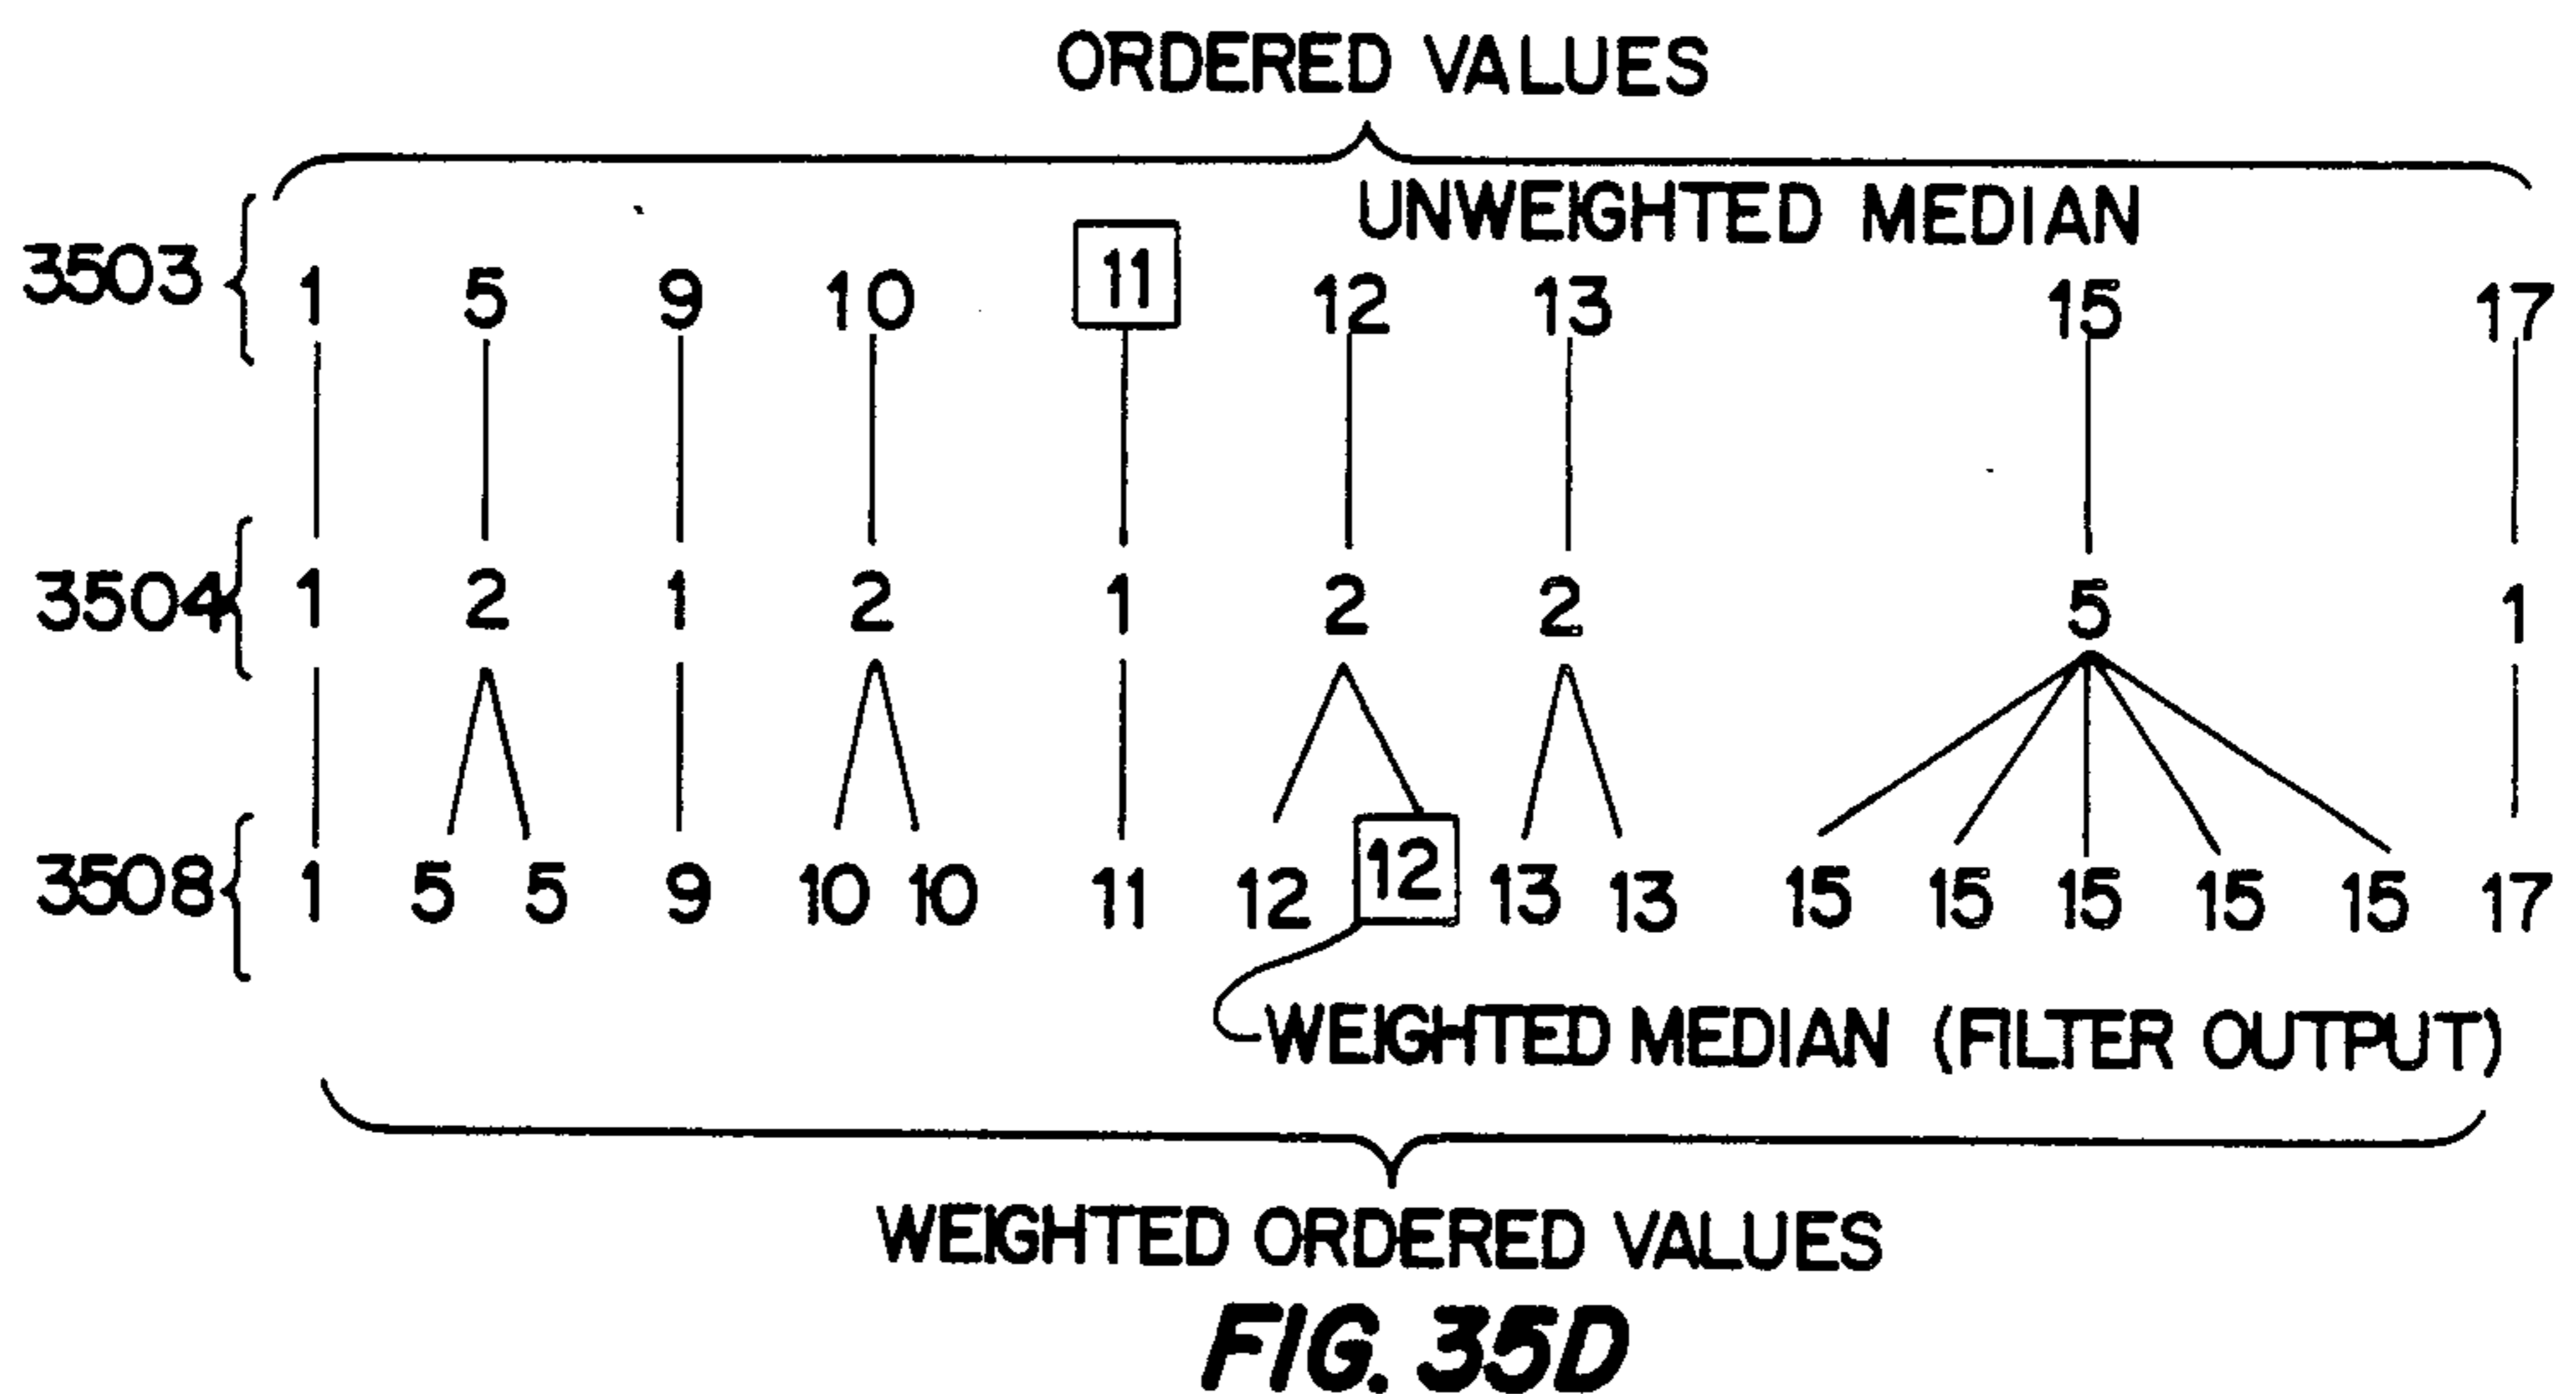 ORDERED VALUES
UNWEIGHTED MEDIAN
3503 1 5 9 10 11 12 13 15 17
3504 1 2 1 2 1 2 2 5 1
3508 1 5 5 9 10 10 11 12 12 13 13 15 15 15 15 15 17
WEIGHTED MEDIAN (FILTER OUTPUT)
WEIGHTED ORDERED VALUES
FIG. 35D